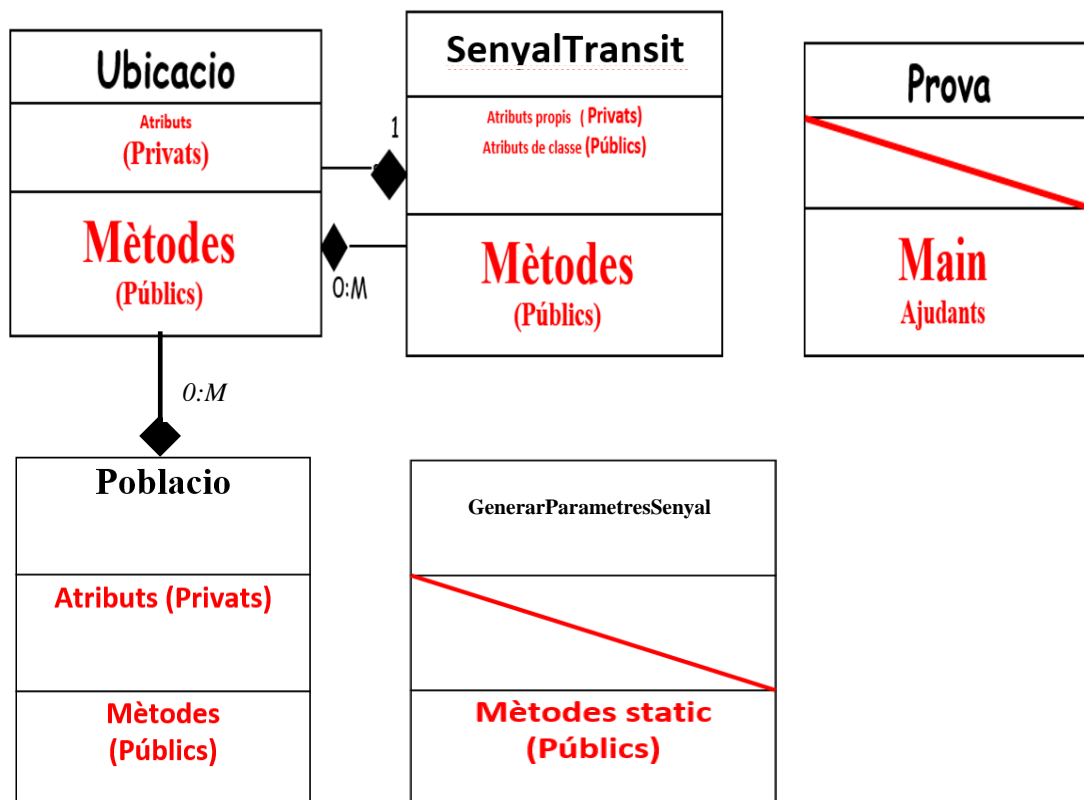 Ubicacio
Atributs
(Privats)
Mètodes
(Públics)
1
0:M
SenyalTransit
Atributs propis ( Privats)
Atributs de classe (Públics)
Mètodes
(Públics)
Prova
Main
Ajudants
0:M
Poblacio
Atributs (Privats)
Mètodes
(Públics)
GenerarParametresSenyal
Mètodes static
(Públics)